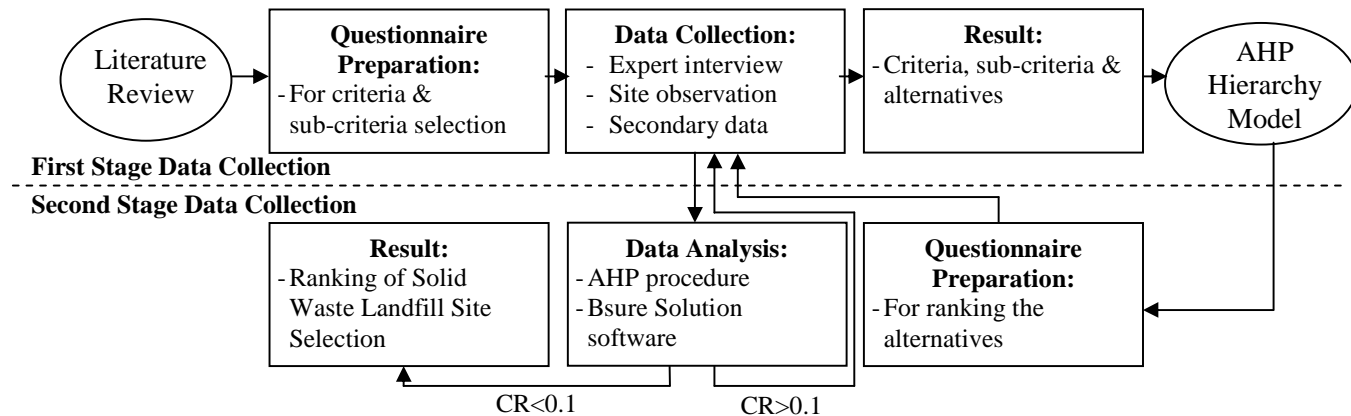 Literature
Review
Questionnaire
Preparation:
- For criteria &
sub-criteria selection
Data Collection:
- Expert interview
- Site observation
- Secondary data
Result:
- Criteria, sub-criteria &
alternatives
AHP
Hierarchy
Model
First Stage Data Collection
Second Stage Data Collection
Result:
- Ranking of Solid
Waste Landfill Site
Selection
Data Analysis:
- AHP procedure
- Bsure Solution
software
Questionnaire
Preparation:
- For ranking the
alternatives
CR<0.1
CR>0.1